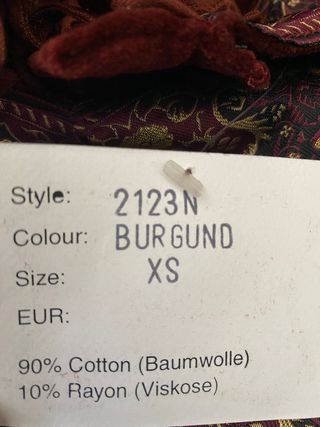 Style: 2123N
Colour: BURGUND
Size: XS
EUR:
90% Cotton (Baumwolle)
10% Rayon (Viskose)